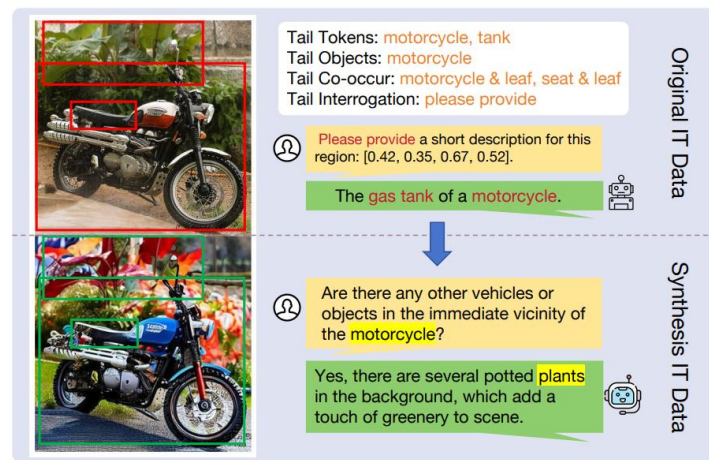 Tail Tokens: motorcycle, tank
Tail Objects: motorcycle
Tail Co-occur: motorcycle & leaf, seat & leaf
Tail Interrogation: please provide
Please provide a short description for this
region: [0.42, 0.35, 0.67, 0.52].
The gas tank of a motorcycle.
Original IT Data
Are there any other vehicles or
objects in the immediate vicinity of
the motorcycle?
Yes, there are several potted plants
in the background, which add a
touch of greenery to scene.
Synthesis IT Data